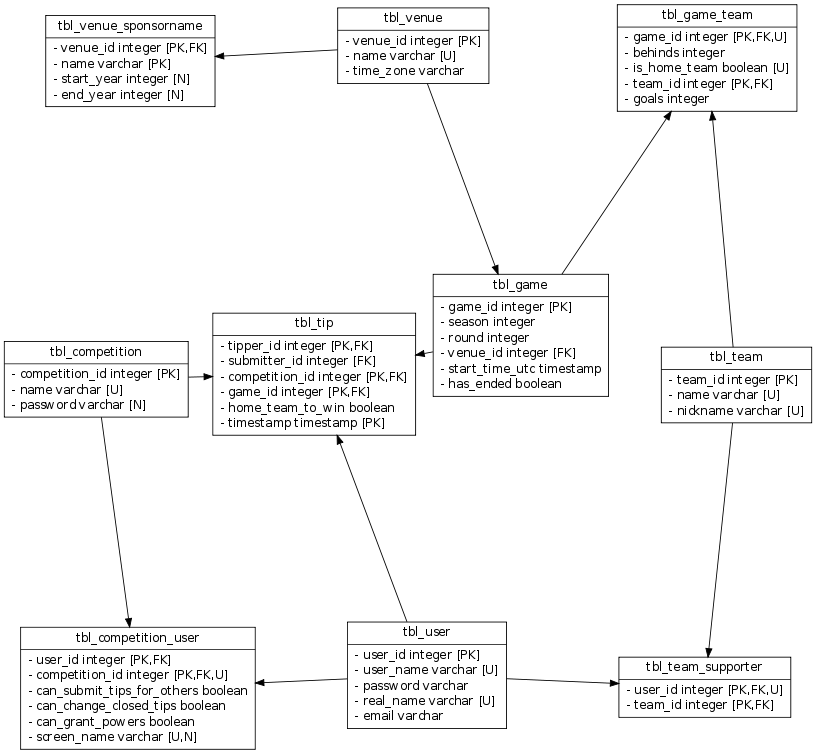 tbl_venue_sponsorname
- venue_id integer [PK,FK]
- name varchar [PK]
- start_year integer [N]
- end_year integer [N]
tbl_venue
- venue_id integer [PK]
- name varchar [U]
- time_zone varchar
tbl_game_team
- game_id integer [PK,FK,U]
- behinds integer
- is_home_team boolean [U]
- team_id integer [PK,FK]
- goals integer
tbl_game
- game_id integer [PK]
- season integer
- round integer
- venue_id integer [FK]
- start_time_utc timestamp
- has_ended boolean
tbl_tip
- tipper_id integer [PK,FK]
- submitter_id integer [FK]
- competition_id integer [PK,FK]
- game_id integer [PK,FK]
- home_team_to_win boolean
- timestamp timestamp [PK]
tbl_competition
- competition_id integer [PK]
- name varchar [U]
- password varchar [N]
tbl_team
- team_id integer [PK]
- name varchar [U]
- nickname varchar [U]
tbl_competition_user
- user_id integer [PK,FK]
- competition_id integer [PK,FK,U]
- can_submit_tips_for_others boolean
- can_change_closed_tips boolean
- can_grant_powers boolean
- screen_name varchar [U,N]
tbl_user
- user_id integer [PK]
- user_name varchar [U]
- password varchar
- real_name varchar [U]
- email varchar
tbl_team_supporter
- user_id integer [PK,FK,U]
- team_id integer [PK,FK]